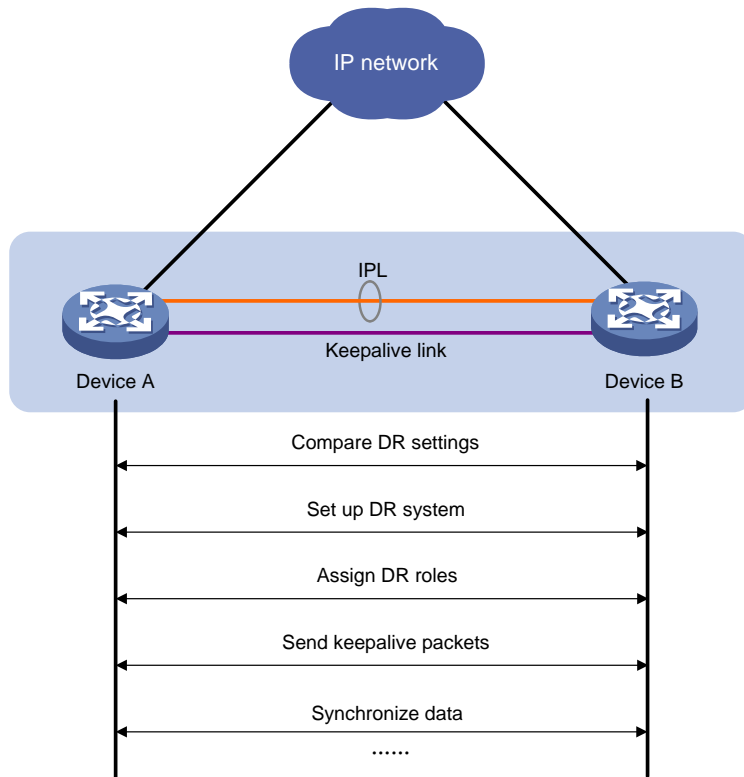 IP network
IPL
Keepalive link
Device A
Device B
Compare DR settings
Set up DR system
Assign DR roles
Send keepalive packets
Synchronize data
......